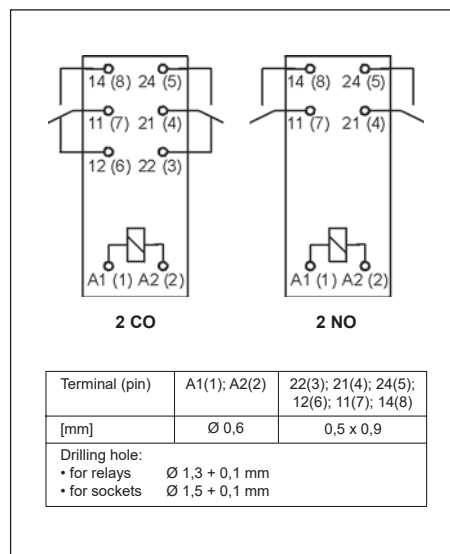 14 (8) 24 (5)
11 (7) 21 (4)
12 (6) 22 (3)
A1 (1) A2 (2)
2 CO
14 (8) 24 (5)
11 (7) 21 (4)
A1 (1) A2 (2)
2 NO
Terminal (pin) A1(1); A2(2) 22(3); 21(4); 24(5);
12(6); 11(7); 14(8)
[mm] Ø 0,6 0,5 x 0,9
Drilling hole:
• for relays Ø 1,3 + 0,1 mm
• for sockets Ø 1,5 + 0,1 mm